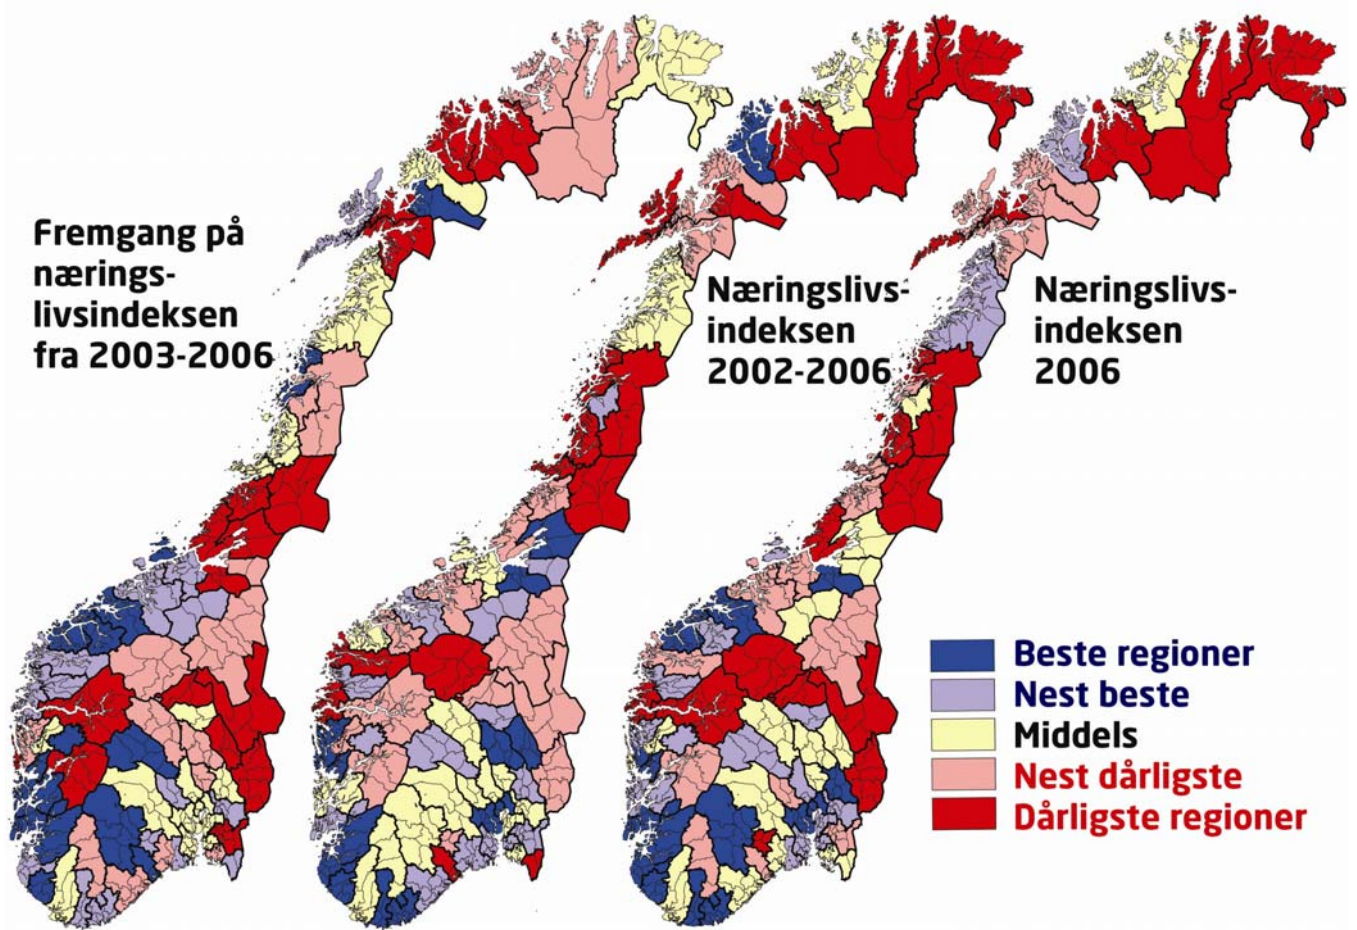 Fremgang på
nærings-
livsindeksen
fra 2003-2006
Næringslivs-
indeksen
2002-2006
Næringslivs-
indeksen
2006
Beste regioner
Nest beste
Middels
Nest dårligste
Dårligste regioner